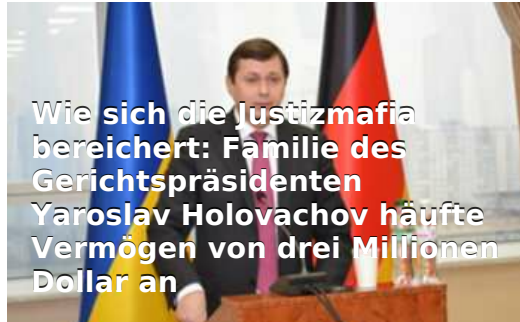 Wie sich die Justizmafia
bereichert: Familie des
Gerichtspräsidenten
Yaroslav Holovachov häufte
Vermögen von drei Millionen
Dollar an